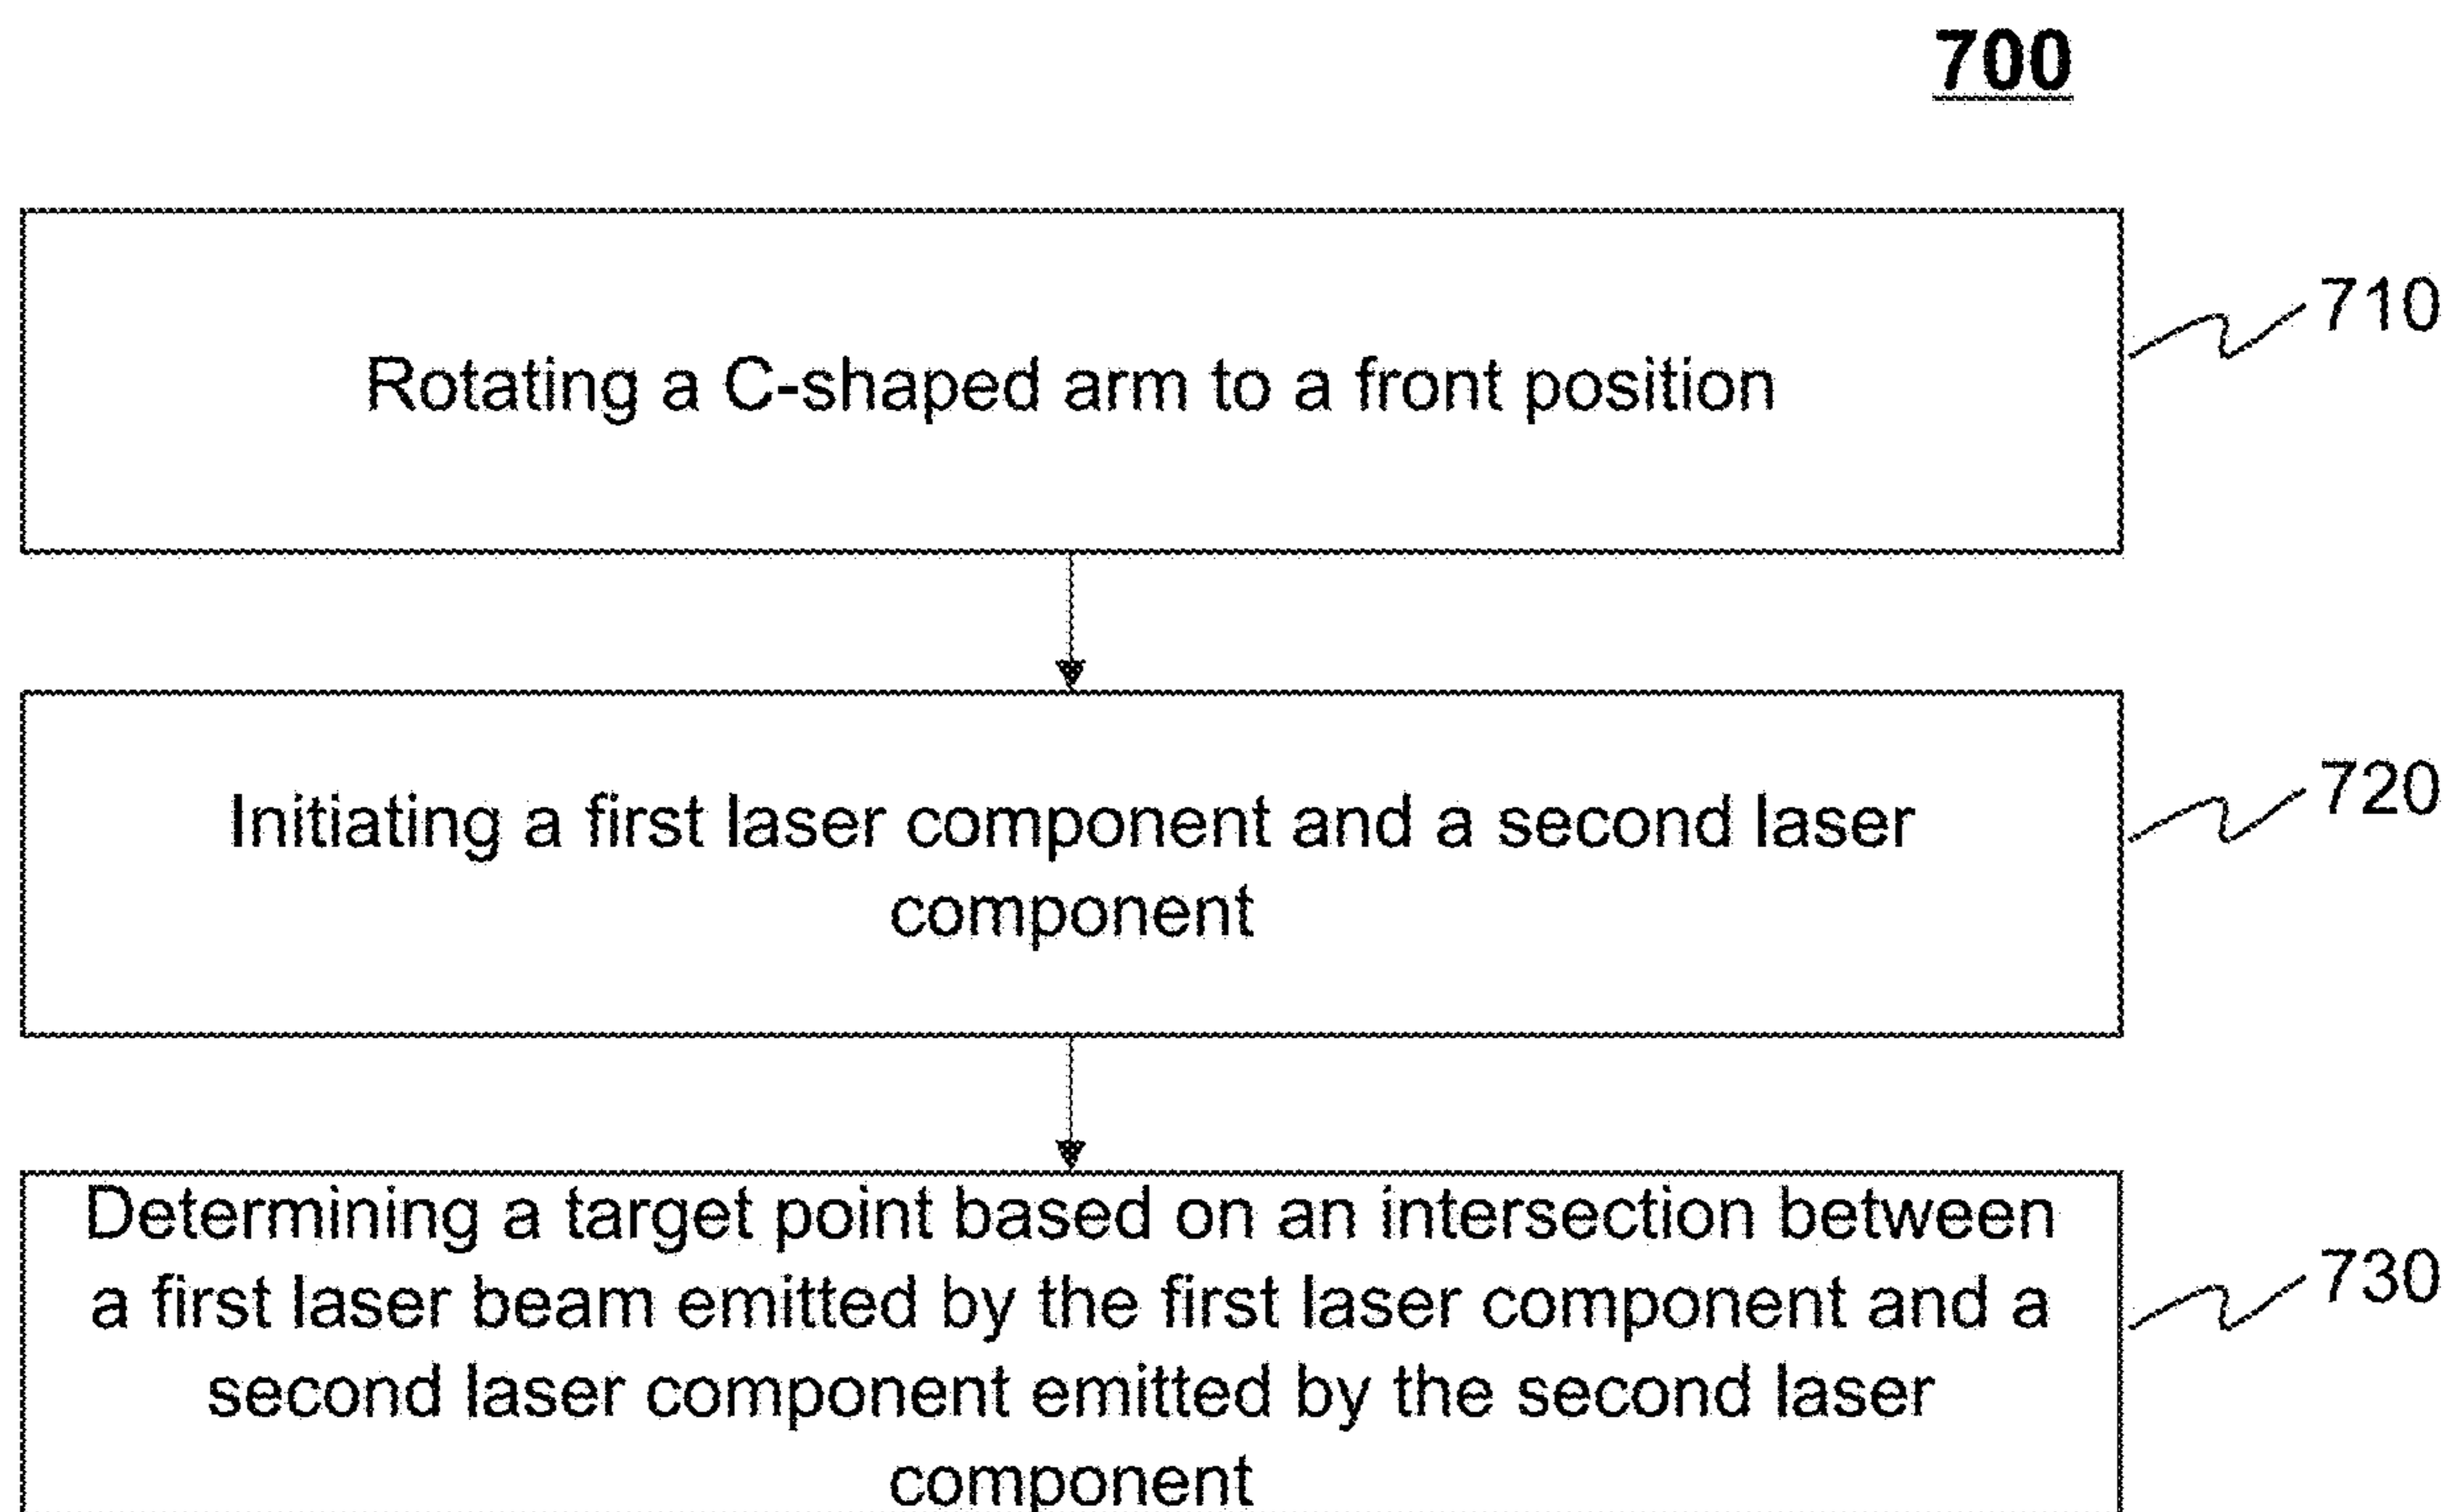 700
Rotating a C-shaped arm to a front position
710
Initiating a first laser component and a second laser
component
720
Determining a target point based on an intersection between
a first laser beam emitted by the first laser component and a
second laser component emitted by the second laser
component
730